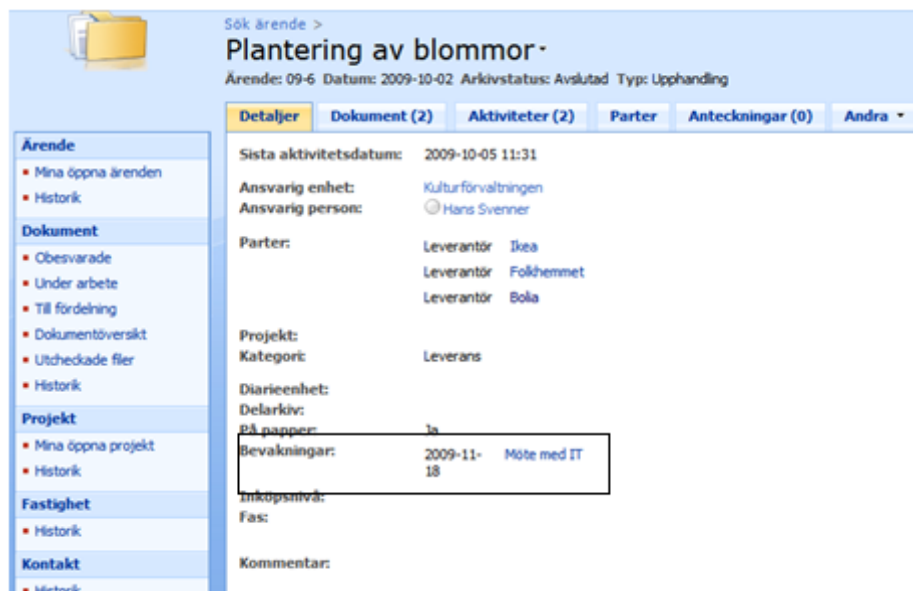 Sök ärende >
Plantering av blommor
Ärende: 09-6 Datum: 2009-10-02 Arkivstatus: Avslutad Typ: Upphandling
Detaljer Dokument (2) Aktiviteter (2) Parter Anteckningar (0) Andra
Ärende
Mina öppna ärenden
Historik
Dokument
Obesvarade
Under arbete
Till fördelning
Dokumentöversikt
Utcheckade filer
Historik
Projekt
Mina öppna projekt
Historik
Fastighet
Historik
Kontakt
Historik
Sista aktivitetsdatum: 2009-10-05 11:31
Ansvarig enhet: Kulturförvaltningen
Ansvarig person: Hans Svenner
Parter: Leverantör Ikea
Leverantör Folkhemmet
Leverantör Bolia
Projekt:
Kategori: Leverans
Diarieenhet:
Delarkiv:
På papper: Ja
Bevakningar: 2009-11- Möte med IT
18
Inköpsnivå:
Fas:
Kommentar: